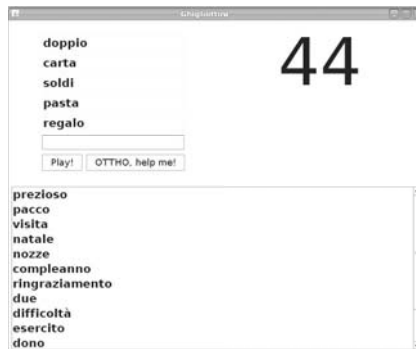 Ghigliottina
44
doppio
carta
soldi
pasta
regalo
Play!
OTTHO, help me!
prezioso
pacco
visita
natale
nozze
compleanno
ringraziamento
due
difficoltà
esercito
dono